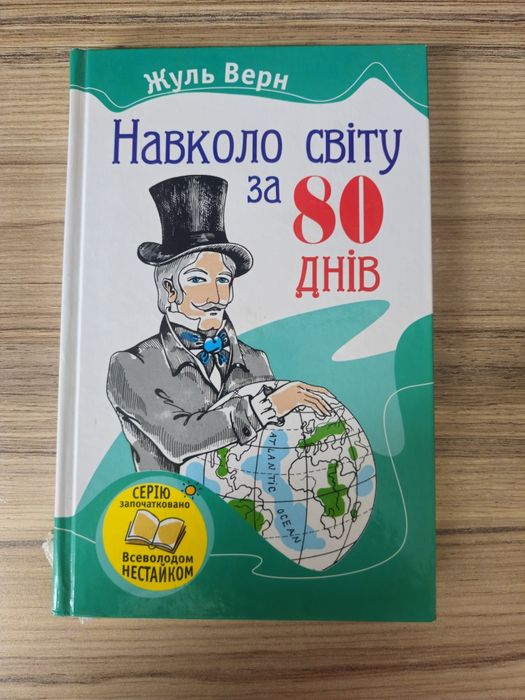 Жуль Верн
Навколо світу
за 80
днів
ATLANTIC
OCEAN
СЕРІЮ
започатковано
Всеволодом
НЕСТАЙКОМ